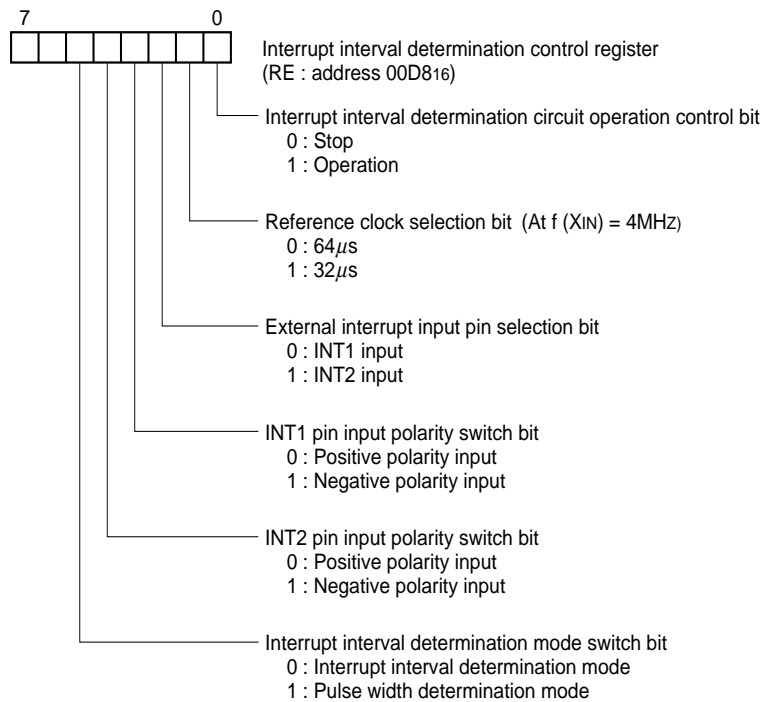 7 0
Interrupt interval determination control register
(RE : address 00D816)
Interrupt interval determination circuit operation control bit
0 : Stop
1 : Operation
Reference clock selection bit (At f (XIN) = 4MHZ)
0 : 64µs
1 : 32µs
External interrupt input pin selection bit
0 : INT1 input
1 : INT2 input
INT1 pin input polarity switch bit
0 : Positive polarity input
1 : Negative polarity input
INT2 pin input polarity switch bit
0 : Positive polarity input
1 : Negative polarity input
Interrupt interval determination mode switch bit
0 : Interrupt interval determination mode
1 : Pulse width determination mode